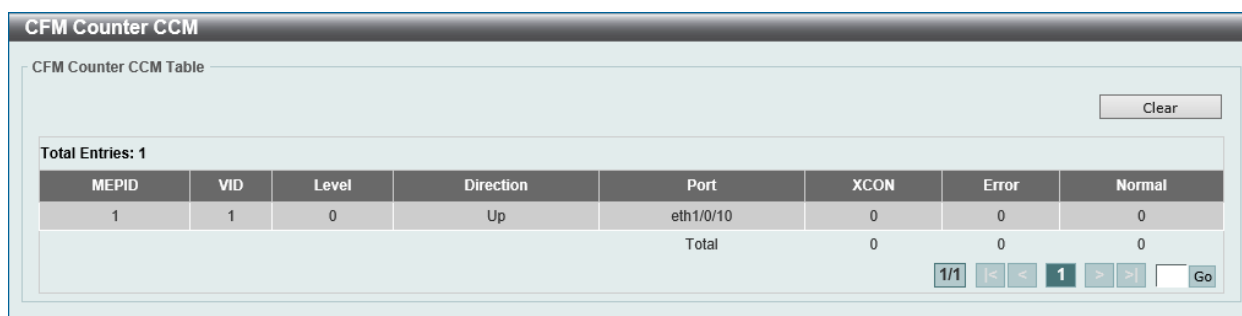 CFM Counter CCM
CFM Counter CCM Table
Clear
Total Entries: 1
MEPID VID Level Direction Port XCON Error Normal
1 1 0 Up eth1/0/10 0 0 0
Total 0 0 0
1/1 |< < 1 > >| Go